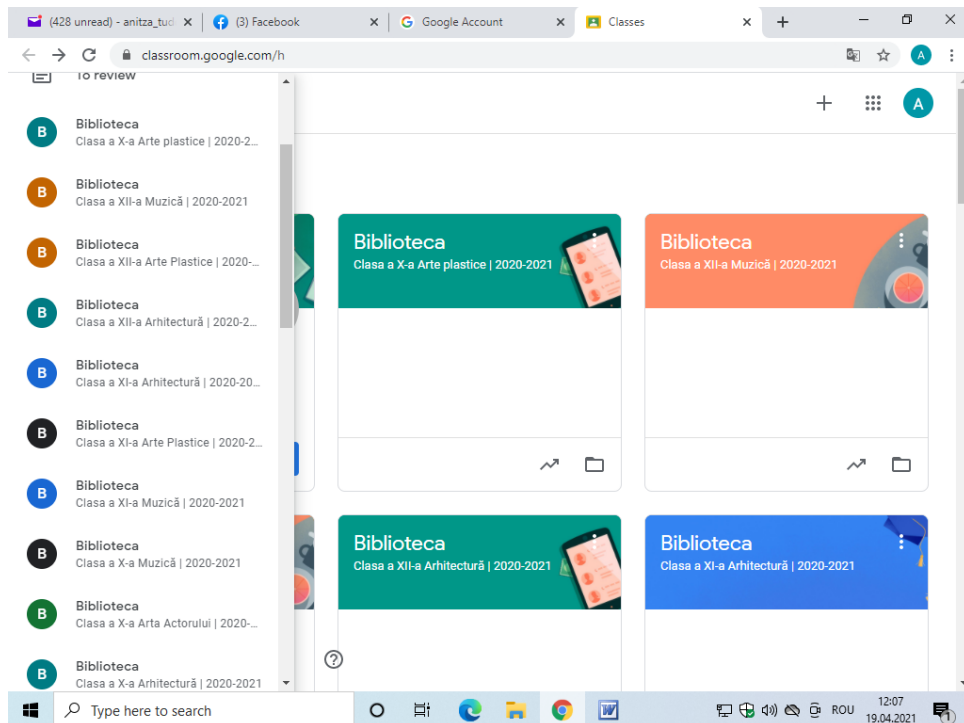 (428 unread) - anitza_tud
(3) Facebook
Google Account
Classes
classroom.google.com/h
A
To review
A
B
Biblioteca
Clasa a X-a Arte plastice | 2020-2...
B
Biblioteca
Clasa a XII-a Muzică | 2020-2021
B
Biblioteca
Clasa a XII-a Arte Plastice | 2020-...
B
Biblioteca
Clasa a XII-a Arhitectură | 2020-2...
B
Biblioteca
Clasa a XI-a Arhitectură | 2020-20...
B
Biblioteca
Clasa a XI-a Arte Plastice | 2020-2...
B
Biblioteca
Clasa a XI-a Muzică | 2020-2021
B
Biblioteca
Clasa a X-a Muzică | 2020-2021
B
Biblioteca
Clasa a X-a Arta Actorului | 2020-...
B
Biblioteca
Clasa a X-a Arhitectură | 2020-2021
Biblioteca
Clasa a X-a Arte plastice | 2020-2021
Biblioteca
Clasa a XII-a Muzică | 2020-2021
Biblioteca
Clasa a XII-a Arhitectură | 2020-2021
Biblioteca
Clasa a XI-a Arhitectură | 2020-2021
Type here to search
W
ROU
12:07
19.04.2021
1